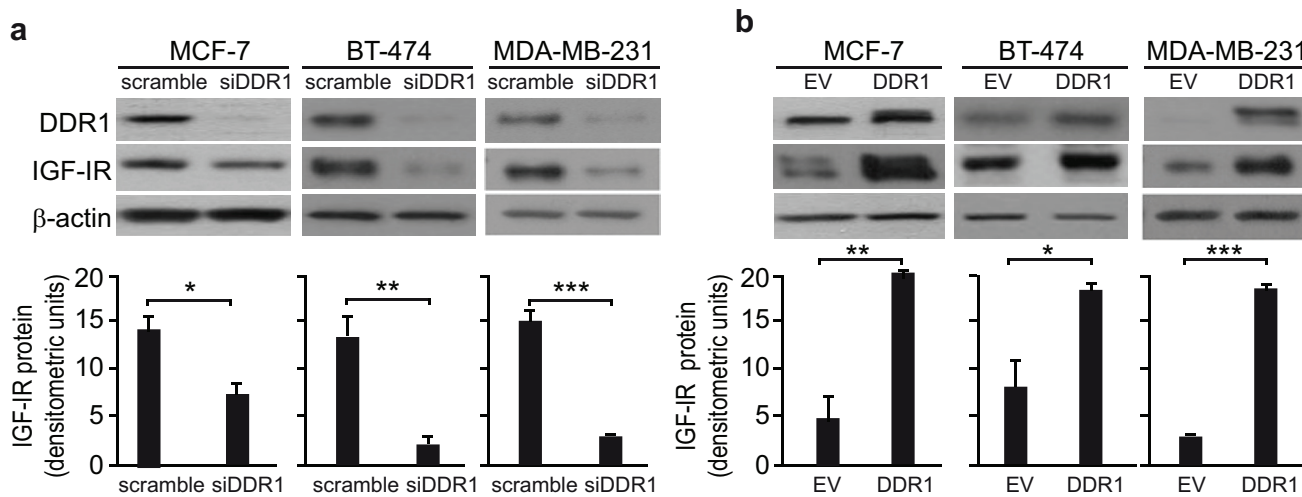 a
MCF-7 BT-474 MDA-MB-231
scramble siDDR1 scramble siDDR1 scramble siDDR1
DDR1
IGF-IR
β-actin
IGF-IR protein
(densitometric units)
20
15
10
5
0
* ** ***
scramble siDDR1 scramble siDDR1 scramble siDDR1
b
MCF-7 BT-474 MDA-MB-231
EV DDR1 EV DDR1 EV DDR1
IGF-IR protein
(densitometric units)
20
15
10
5
0
** * ***
EV DDR1 EV DDR1 EV DDR1